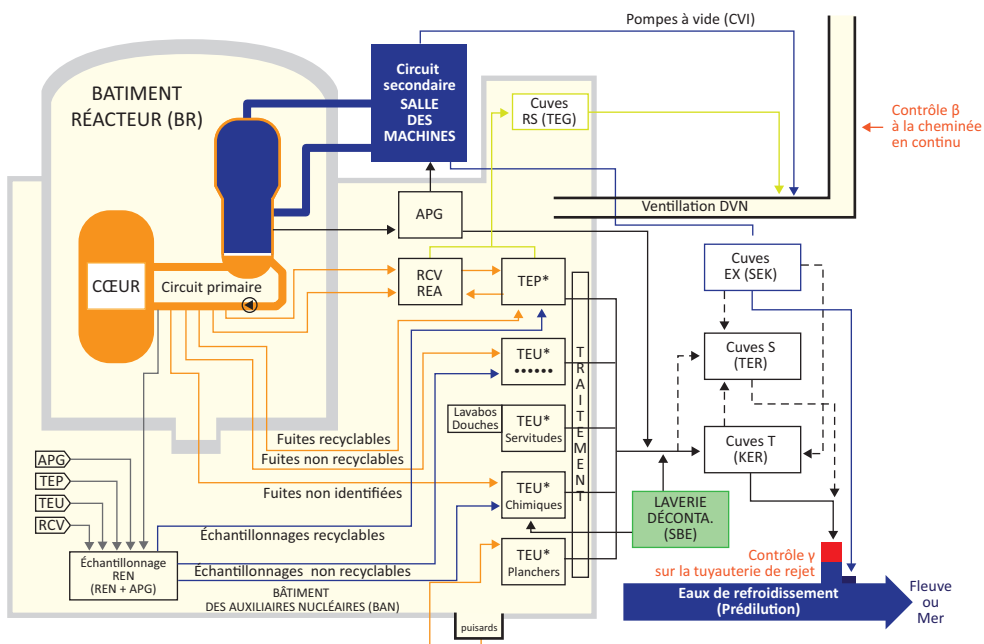 Pompes à vide (CVI)
BATIMENT
RÉACTEUR (BR)
Circuit
secondaire
SALLE
DES
MACHINES
Cuves
RS (TEG)
Contrôle β
à la cheminée
en continu
Ventillation DVN
APG
CŒUR
Circuit primaire
RCV
REA
TEP*
Cuves
EX (SEK)
TEU*
••••••
Cuves S
(TER)
TRAITEMENT
Lavabos
Douches
TEU*
Servitudes
Fuites recyclables
Fuites non recyclables
Cuves T
(KER)
APG
TEP
TEU
RCV
Fuites non identifiées
TEU*
Chimiques
LAVERIE
DÉCONTA.
(SBE)
Échantillonnages recyclables
Échantillonnage
REN
(REN + APG)
Échantillonnages non recyclables
TEU*
Planchers
Contrôle γ
sur la tuyauterie de rejet
BÂTIMENT
DES AUXILIAIRES NUCLÉAIRES (BAN)
Eaux de refroidissement
(Prédilution)
Fleuve
ou
Mer
puisards